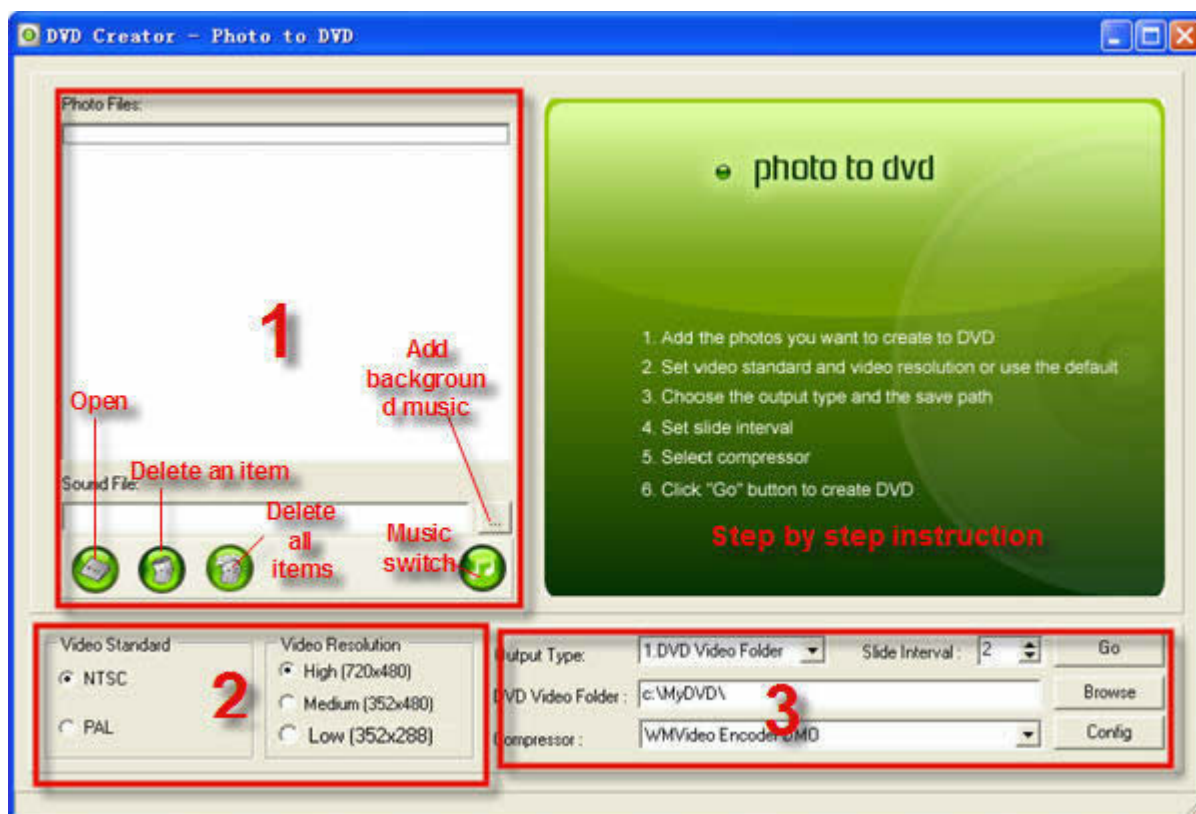 DVD Creator - Photo to DVD
Photo Files:
1
Open
Delete an item
Add
backgroun
d music
Sound File:
...
Delete
all
items
Music
switch
photo to dvd
1. Add the photos you want to create to DVD
2. Set video standard and video resolution or use the default
3. Choose the output type and the save path
4. Set slide interval
5. Select compressor
6. Click "Go" button to create DVD
Step by step instruction
Video Standard
NTSC
PAL
2
Video Resolution
High (720x480)
Medium (352x480)
Low (352x288)
Output Type:
1.DVD Video Folder
Slide Interval :
2
Go
DVD Video Folder :
c:\MyDVD\
Browse
3
Compressor :
WMVideo Encoder DMO
Config